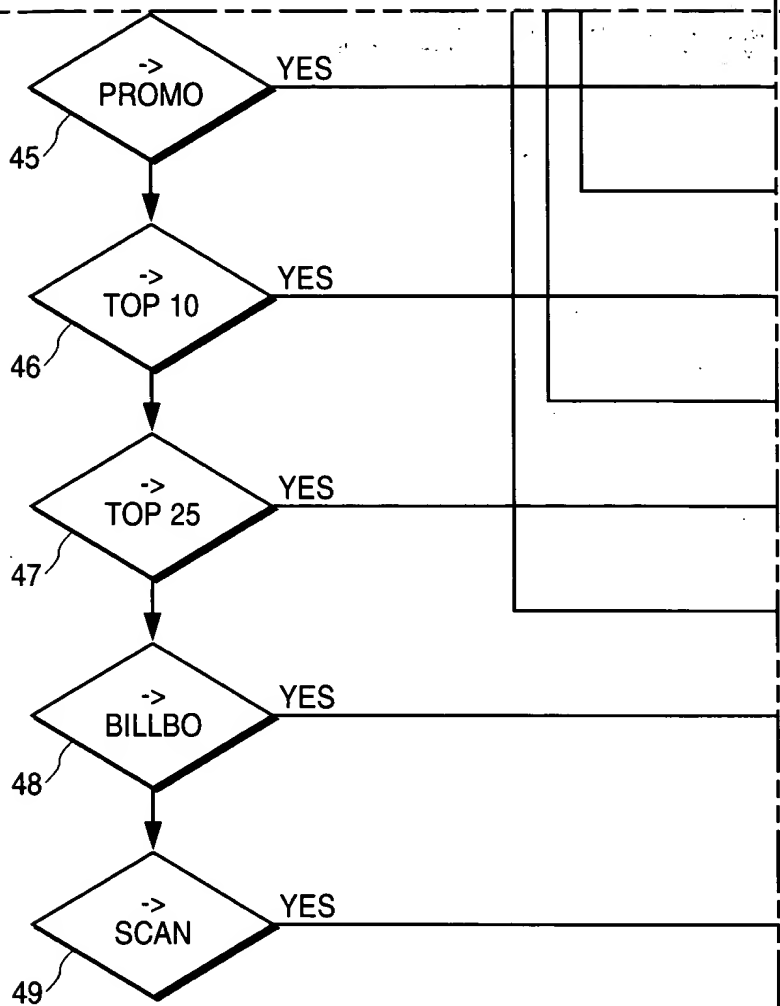 ->
PROMO
YES
45
->
TOP 10
YES
46
->
TOP 25
YES
47
->
BILLBO
YES
48
->
SCAN
YES
49